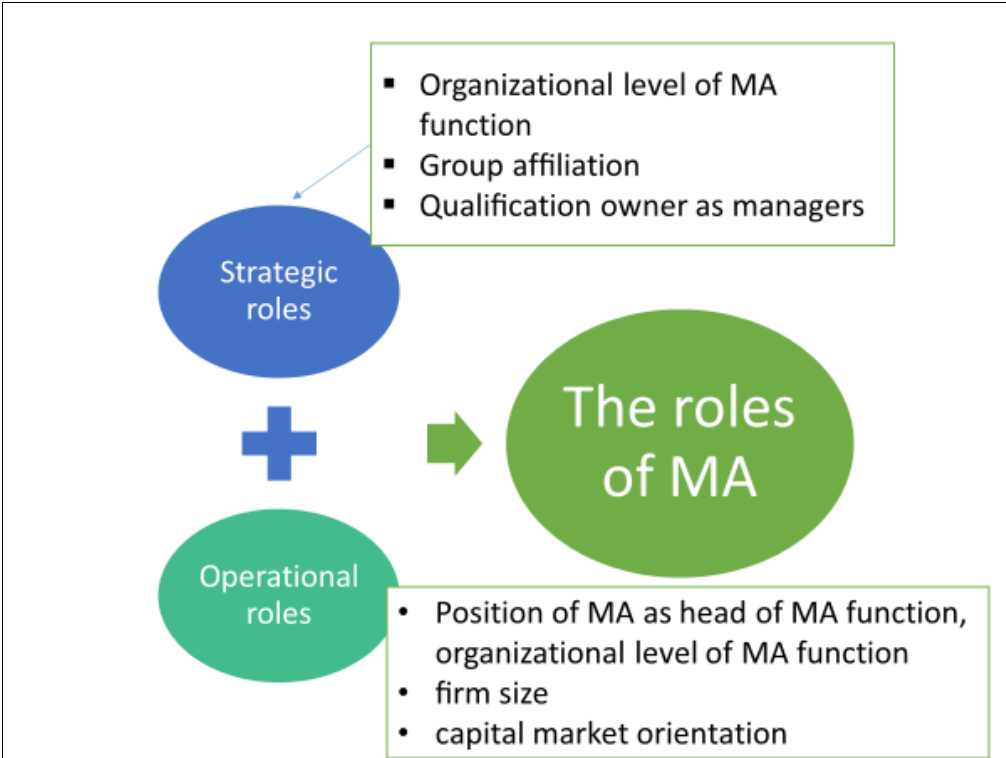 ▪ Organizational level of MA
function
▪ Group affiliation
▪ Qualification owner as managers
Strategic
roles
The roles
of MA
Operational
roles
• Position of MA as head of MA function,
organizational level of MA function
• firm size
• capital market orientation